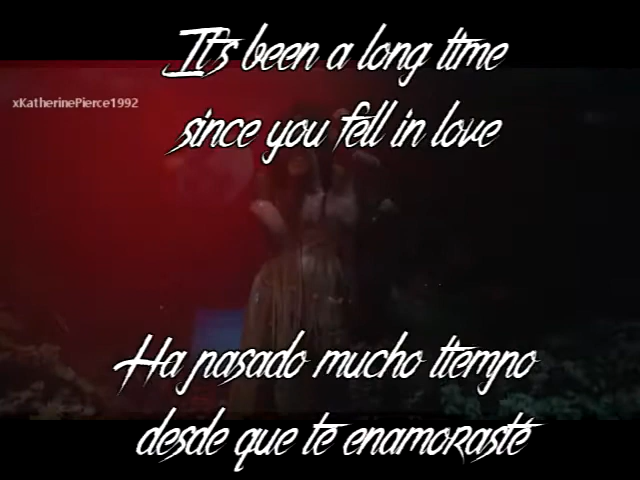 It's been a long time
xKatherinePierce1992
since you fell in love
Ha pasado mucho tiempo
desde que te enamoraste